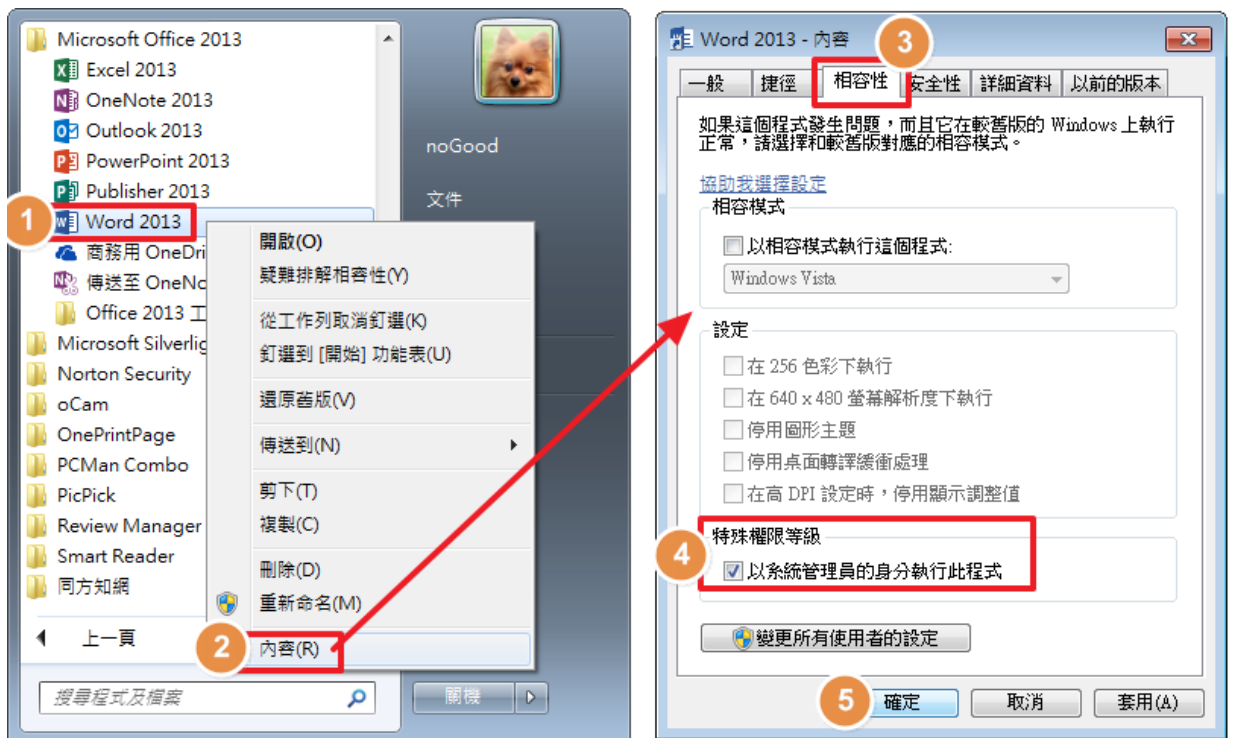 Microsoft Office 2013
Excel 2013
OneNote 2013
Outlook 2013
PowerPoint 2013
Publisher 2013
1
Word 2013
商務用 OneDri
傳送至 OneNo
Office 2013 工
Microsoft Silverlig
Norton Security
oCam
OnePrintPage
PCMan Combo
PicPick
Review Manager
Smart Reader
同方知網
上一頁
搜尋程式及檔案
noGood
文件
關機
開啟(O)
疑難排解相容性(Y)
從工作列取消釘選(K)
釘選到 [開始] 功能表(U)
還原舊版(V)
傳送到(N)
剪下(T)
複製(C)
刪除(D)
重新命名(M)
2
內容(R)
Word 2013 - 內容
3
一般
捷徑
相容性
安全性
詳細資料
以前的版本
如果這個程式發生問題,而且它在較舊版的 Windows 上執行
正常,請選擇和較舊版對應的相容模式。
協助我選擇設定
相容模式
以相容模式執行這個程式:
Windows Vista
設定
在 256 色彩下執行
在 640 x 480 螢幕解析度下執行
停用圖形主題
停用桌面轉譯緩衝處理
在高 DPI 設定時,停用顯示調整值
特殊權限等級
4
以系統管理員的身分執行此程式
變更所有使用者的設定
5
確定
取消
套用(A)